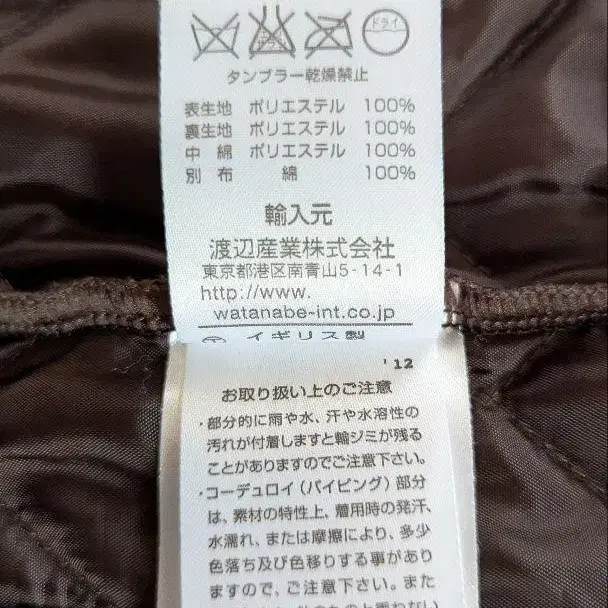 ドライ
タンブラー乾燥禁止
表生地 ポリエステル 100%
裏生地 ポリエステル 100%
中綿 ポリエステル 100%
別布 綿 100%
輸入元
渡辺産業株式会社
東京都港区南青山5-14-1
http://www.
watanabe-int.co.jp
イギリス製
'12
お取り扱い上のご注意
・部分的に雨や水、汗や水溶性の
汚れが付着しますと輪ジミが残る
ことがありますのでご注意下さい。
・コーデュロイ(パイピング)部分
は、素材の特性上、着用時の発汗、
水濡れ、または摩擦により、多少
色落ち及び色移りする事があり
ますので、ご注意下さい。また